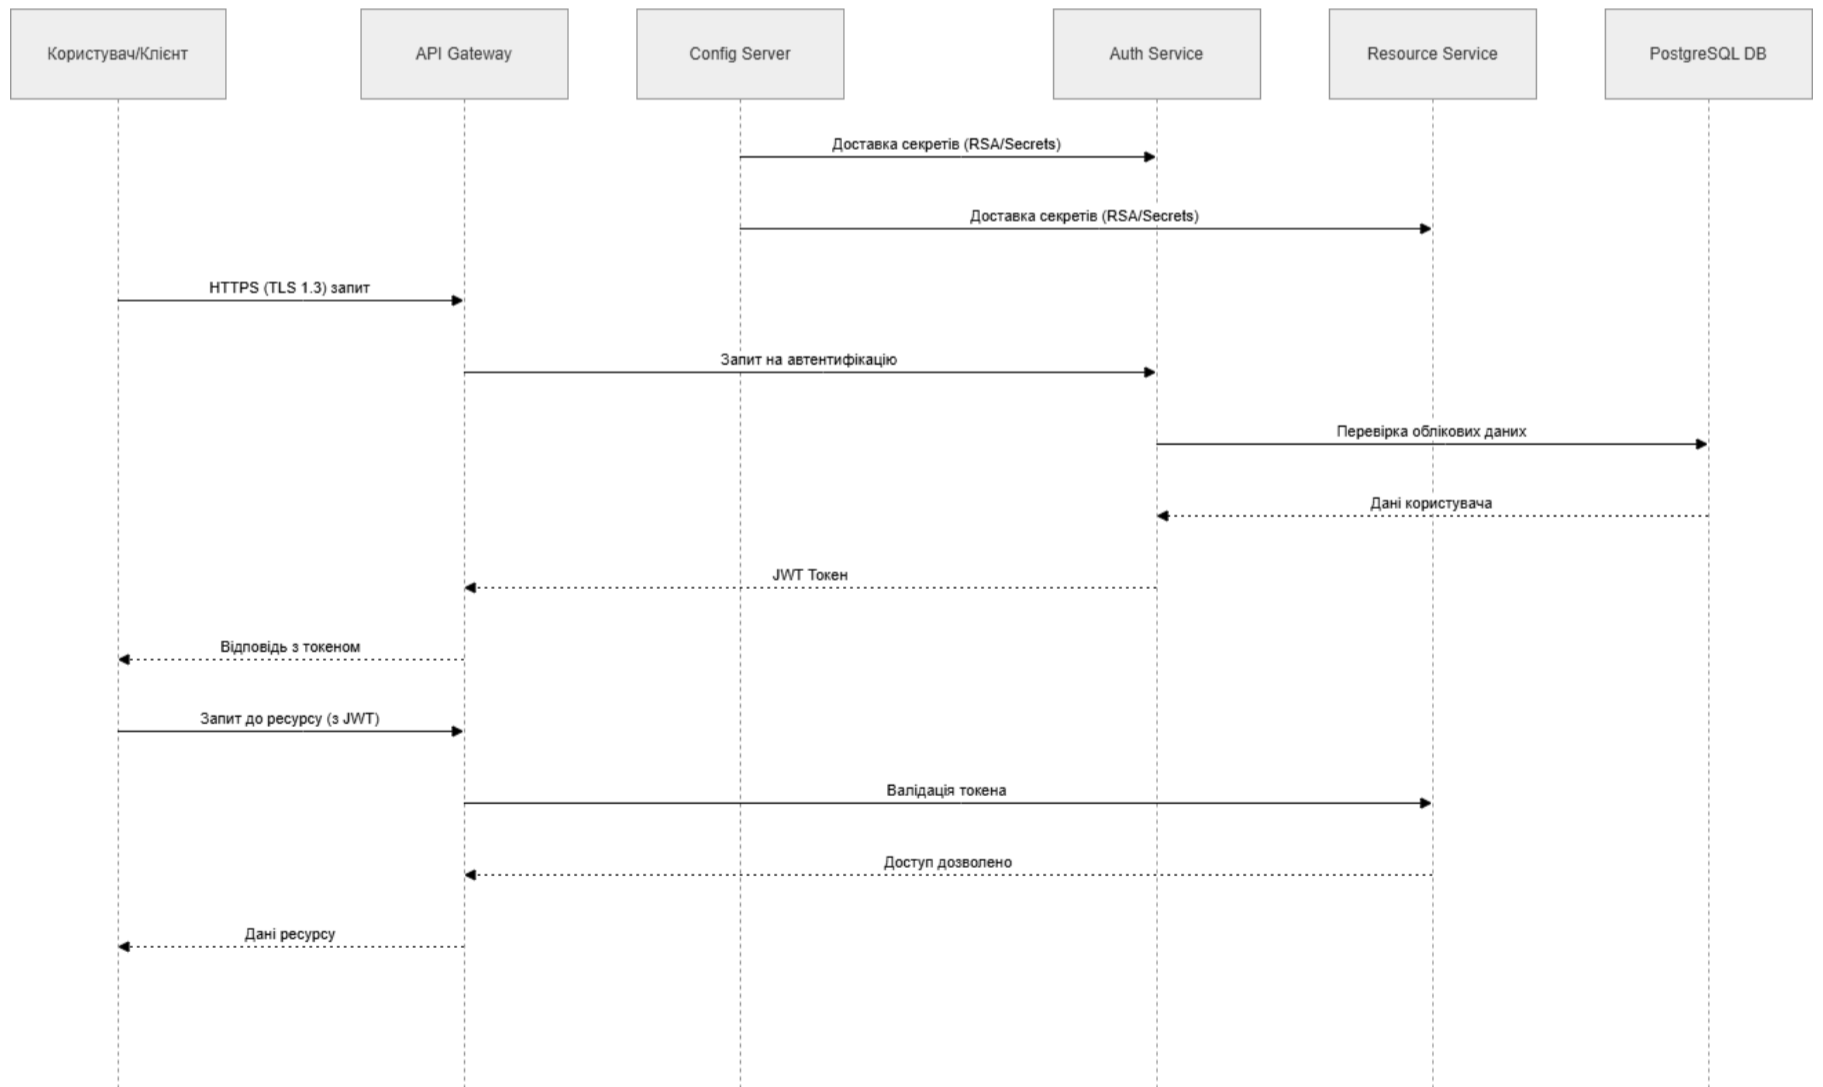 Користувач/Клієнт
API Gateway
Config Server
Auth Service
Resource Service
PostgreSQL DB
Доставка секретів (RSA/Secrets)
Доставка секретів (RSA/Secrets)
HTTPS (TLS 1.3) запит
Запит на автентифікацію
Перевірка облікових даних
Дані користувача
JWT Токен
Відповідь з токеном
Запит до ресурсу (з JWT)
Валідація токена
Доступ дозволено
Дані ресурсу